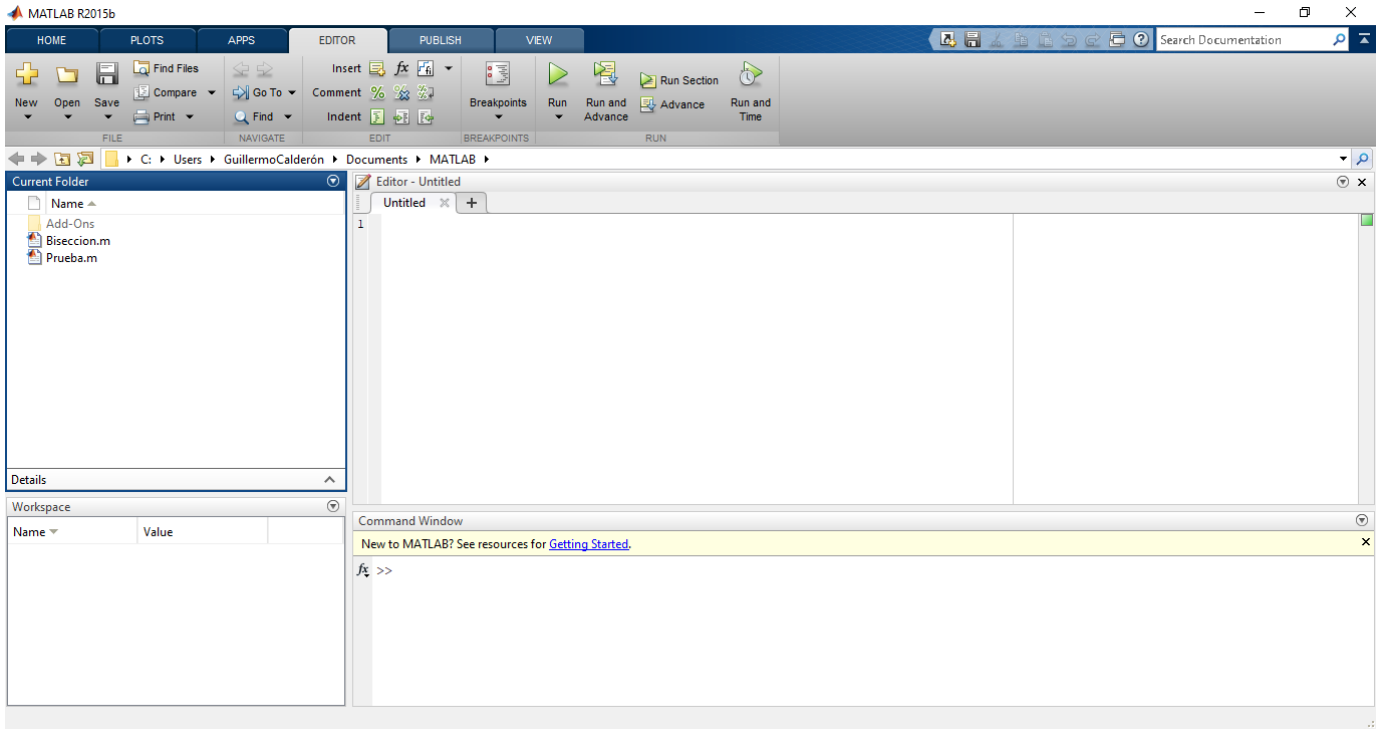 MATLAB R2015b
HOME PLOTS APPS EDITOR PUBLISH VIEW Search Documentation
Find Files Insert fx
Compare Go To Comment Run Section
New Open Save Breakpoints Run Run and Advance Run and
Print Find Indent Advance Time
FILE NAVIGATE EDIT BREAKPOINTS RUN
C: Users GuillermoCalderón Documents MATLAB
Current Folder
Name
Add-Ons
Biseccion.m
Prueba.m
Details
Workspace
Name Value
Editor - Untitled
Untitled
1
Command Window
New to MATLAB? See resources for Getting Started.
fx >>